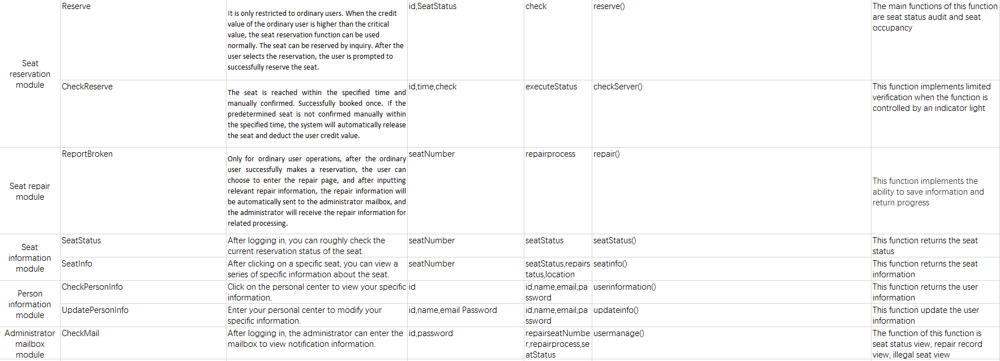 Seat
reservation
module
Reserve
It is only restricted to ordinary users. When the credit
value of the ordinary user is higher than the critical
value, the seat reservation function can be used
normally. The seat can be reserved by inquiry. After the
user selects the reservation, the user is prompted to
successfully reserve the seat.
id,SeatStatus
check
reserve()
The main functions of this function
are seat status audit and seat
occupancy
CheckReserve
The seat is reached within the specified time and
manually confirmed. Successfully booked once. If the
predetermined seat is not confirmed manually within
the specified time, the system will automatically release
the seat and deduct the user credit value.
id,time,check
executeStatus
checkServer()
This function implements limited
verification when the function is
controlled by an indicator light
Seat repair
module
ReportBroken
Only for ordinary user operations, after the ordinary
user successfully makes a reservation, the user can
choose to enter the repair page, and after inputting
relevant repair information, the repair information will
be automatically sent to the administrator mailbox, and
the administrator will receive the repair information for
related processing.
seatNumber
repairprocess
repair()
This function implements the
ability to save information and
return progress
Seat
information
module
SeatStatus
After logging in, you can roughly check the
current reservation status of the seat.
seatNumber
seatStatus
seatStatus()
This function returns the seat
status
SeatInfo
After clicking on a specific seat, you can view a
series of specific information about the seat.
seatNumber
seatStatus,repairs
tatus,location
seatinfo()
This function returns the seat
information
Person
information
module
CheckPersonInfo
Click on the personal center to view your specific
information.
id
id,name,email,pa
ssword
userinformation()
This function returns the user
information
UpdatePersonInfo
Enter your personal center to modify your
specific information.
id,name,email Password
id,name,email,pa
ssword
updateinfo()
This function update the user
information
Administrator
mailbox
module
CheckMail
After logging in, the administrator can enter the
mailbox to view notification information.
id,password
repairseatNumbe
r,repairprocess,se
atStatus
usermanage()
The function of this function is
seat status view, repair record
view, illegal seat view